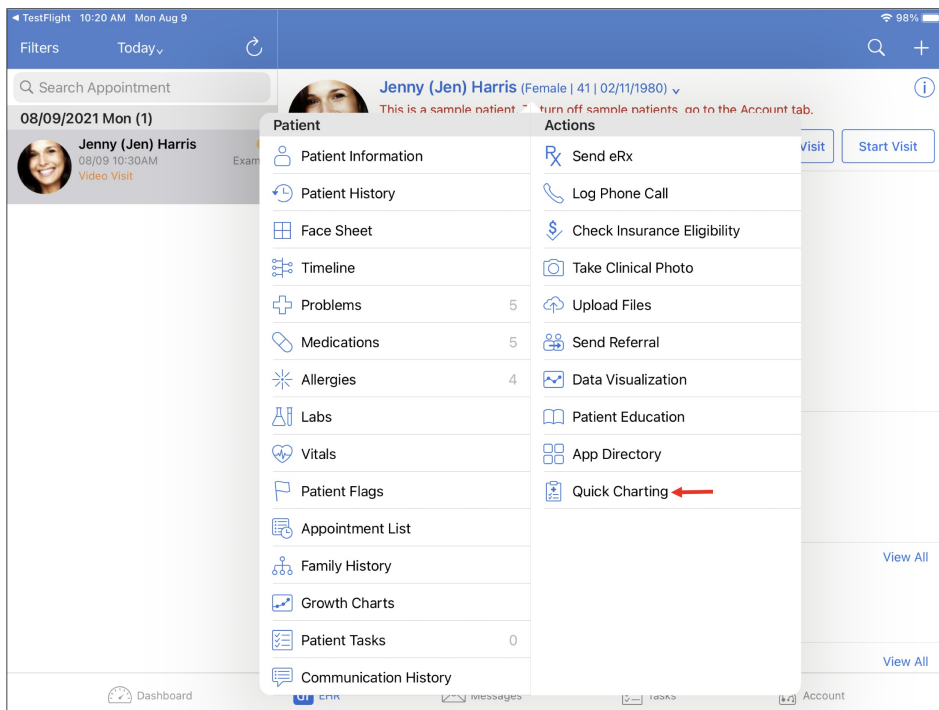 ◀ TestFlight 10:20 AM Mon Aug 9 98%
Filters Today
Search Appointment
08/09/2021 Mon (1)
Jenny (Jen) Harris
08/09 10:30AM Exam
Video Visit
Jenny (Jen) Harris (Female | 41 | 02/11/1980)
This is a sample patient. turn off sample patients, go to the Account tab.
Visit Start Visit
Patient
Patient Information
Patient History
Face Sheet
Timeline
Problems 5
Medications 5
Allergies 4
Labs
Vitals
Patient Flags
Appointment List
Family History
Growth Charts
Patient Tasks 0
Communication History
Actions
Send eRx
Log Phone Call
Check Insurance Eligibility
Take Clinical Photo
Upload Files
Send Referral
Data Visualization
Patient Education
App Directory
Quick Charting
View All
View All
Dashboard EHR Messages Tasks Account